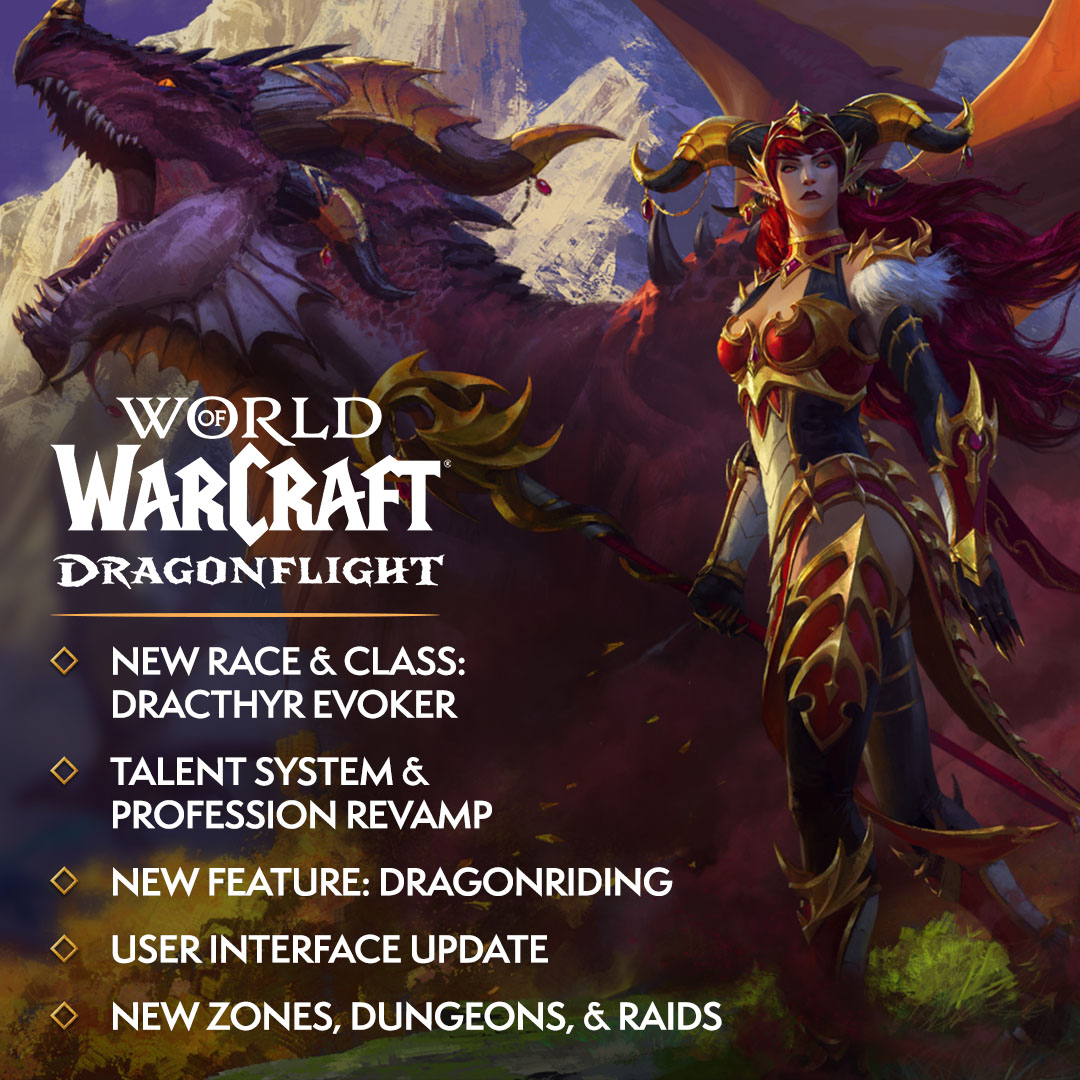 WORLD OF
WARCRAFT®
DRAGONFLIGHT
NEW RACE & CLASS:
DRACTHYR EVOKER
TALENT SYSTEM &
PROFESSION REVAMP
NEW FEATURE: DRAGONRIDING
USER INTERFACE UPDATE
NEW ZONES, DUNGEONS, & RAIDS